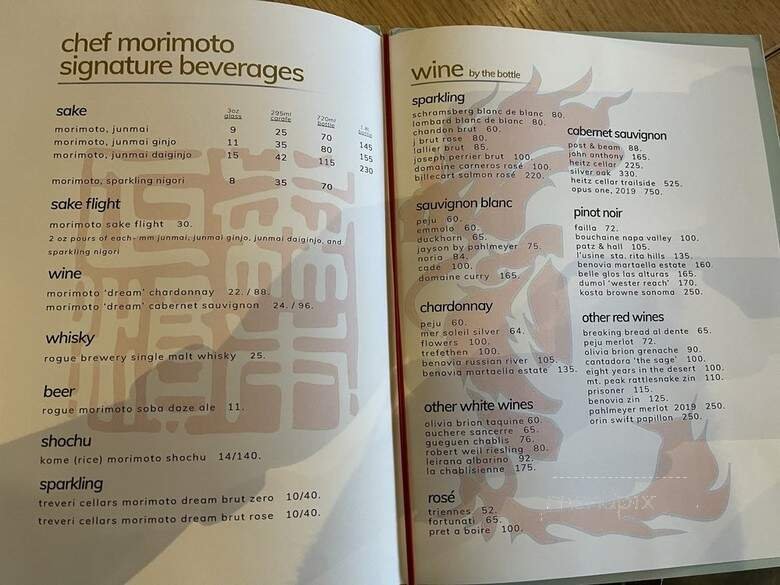 chef morimoto
signature beverages
sake 3oz. glass 295ml carafe 720ml bottle 1.8L bottle
morimoto, junmai 9 25 70 145
morimoto, junmai ginjo 11 35 80 155
morimoto, junmai daiginjo 15 42 115 230
morimoto, sparkling nigori 8 35 70
sake flight
morimoto sake flight 30.
2 oz pours of each- mm junmai, junmai ginjo, junmai daiginjo, and
sparkling nigori
wine
morimoto 'dream' chardonnay 22. / 88.
morimoto 'dream' cabernet sauvignon 24. / 96.
whisky
rogue brewery single malt whisky 25.
beer
rogue morimoto soba daze ale 11.
shochu
kome (rice) morimoto shochu 14/140.
sparkling
treveri cellars morimoto dream brut zero 10/40.
treveri cellars morimoto dream brut rose 10/40.
wine by the bottle
sparkling
schramsberg blanc de blanc 80.
lambard blanc de blanc 80.
chandon brut 60.
j brut rose 80.
lallier brut 85.
joseph perrier brut 100.
domaine carneros rosé 100.
billecart salmon rosé 220.
sauvignon blanc
peju 60.
emmolo 60.
duckhorn 65.
jayson by pahlmeyer 75.
noria 84.
cade 100.
domaine curry 165.
chardonnay
peju 60.
mer soleil silver 64.
flowers 100.
trefethen 100.
benovia russian river 105.
benovia martaella estate 135.
other white wines
olivia brion taquine 60.
auchere sancerre 65.
gueguen chablis 76.
robert weil riesling 80.
leirana albarino 92.
la chablisienne 175.
rosé
triennes 52.
fortunati 65.
pret a boire 100.
cabernet sauvignon
post & beam 88.
john anthony 165.
heitz cellar 225.
silver oak 330.
heitz cellar trailside 525.
opus one, 2019 750.
pinot noir
failla 72.
bouchaine napa valley 100.
patz & hall 105.
l'usine sta. rita hills 135.
benovia martaella estate 160.
belle glos las alturas 165.
dumol 'wester reach' 170.
kosta browne sonoma 250.
other red wines
breaking bread al dente 65.
peju merlot 72.
olivia brion grenache 90.
cantadora 'the sage' 100.
eight years in the desert 100.
mt. peak rattlesnake zin 110.
prisoner 115.
benovia zin 125.
pahlmeyer merlot 2019 250.
orin swift papillon 250.